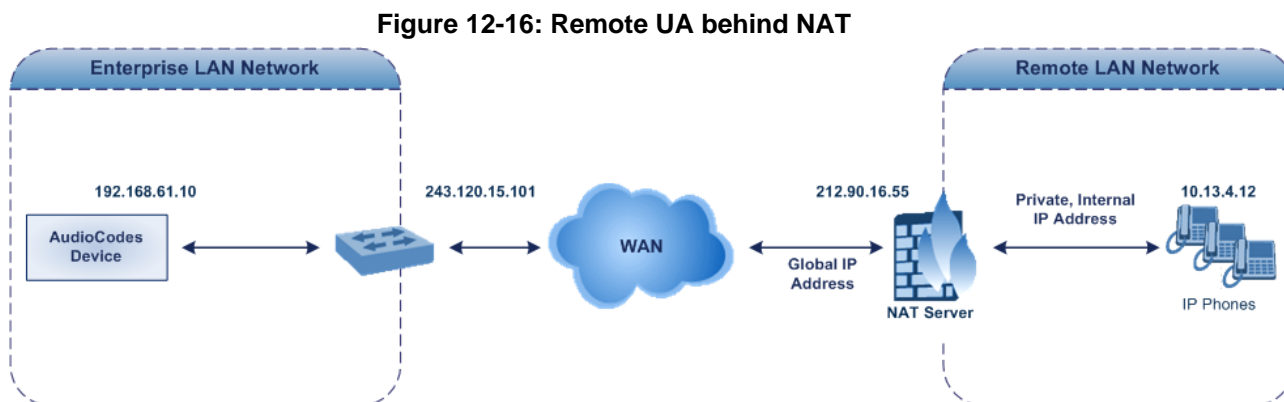 Figure 12-16: Remote UA behind NAT
Enterprise LAN Network
Remote LAN Network
192.168.61.10
243.120.15.101
212.90.16.55
Private, Internal
IP Address
10.13.4.12
AudioCodes
Device
WAN
Global IP
Address
NAT Server
IP Phones